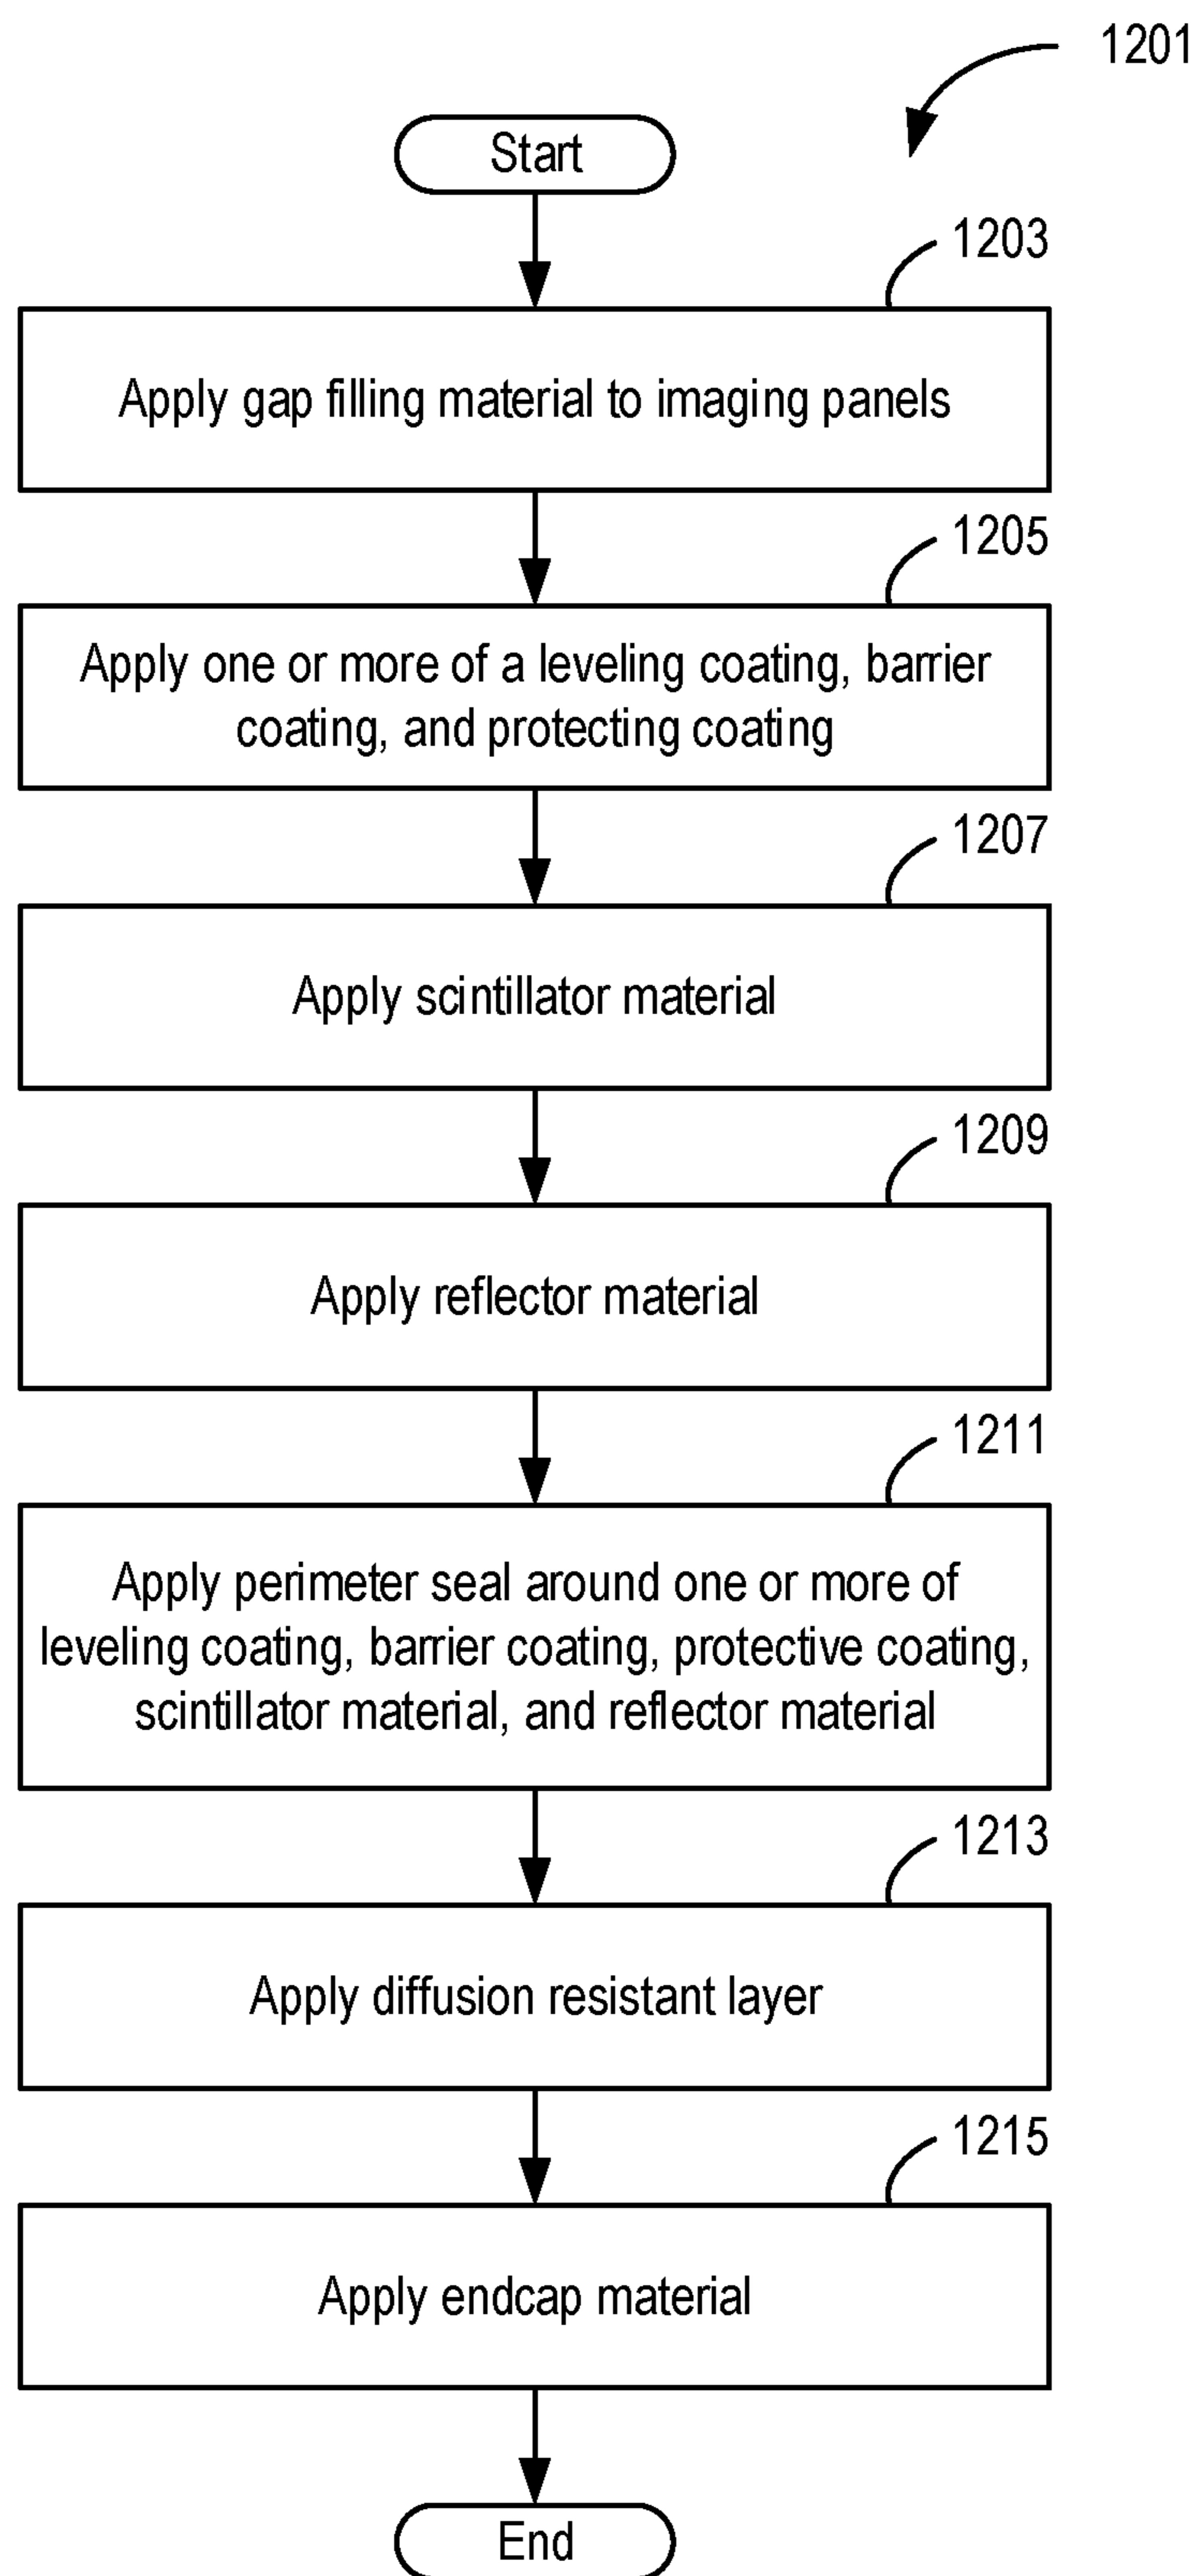 1201
Start
1203
Apply gap filling material to imaging panels
1205
Apply one or more of a leveling coating, barrier
coating, and protecting coating
1207
Apply scintillator material
1209
Apply reflector material
1211
Apply perimeter seal around one or more of
leveling coating, barrier coating, protective coating,
scintillator material, and reflector material
1213
Apply diffusion resistant layer
1215
Apply endcap material
End